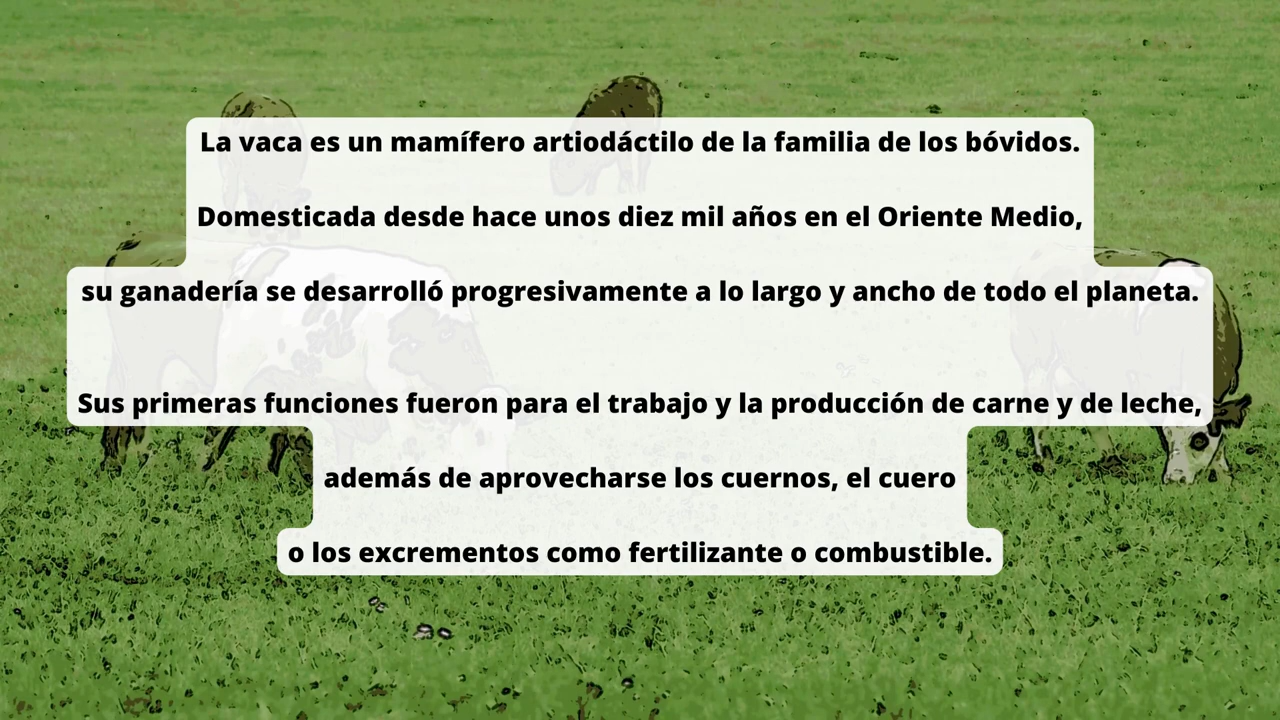 La vaca es un mamífero artiodáctilo de la familia de los bóvidos.
Domesticada desde hace unos diez mil años en el Oriente Medio,
su ganadería se desarrolló progresivamente a lo largo y ancho de todo el planeta.
Sus primeras funciones fueron para el trabajo y la producción de carne y de leche,
además de aprovecharse los cuernos, el cuero
o los excrementos como fertilizante o combustible.